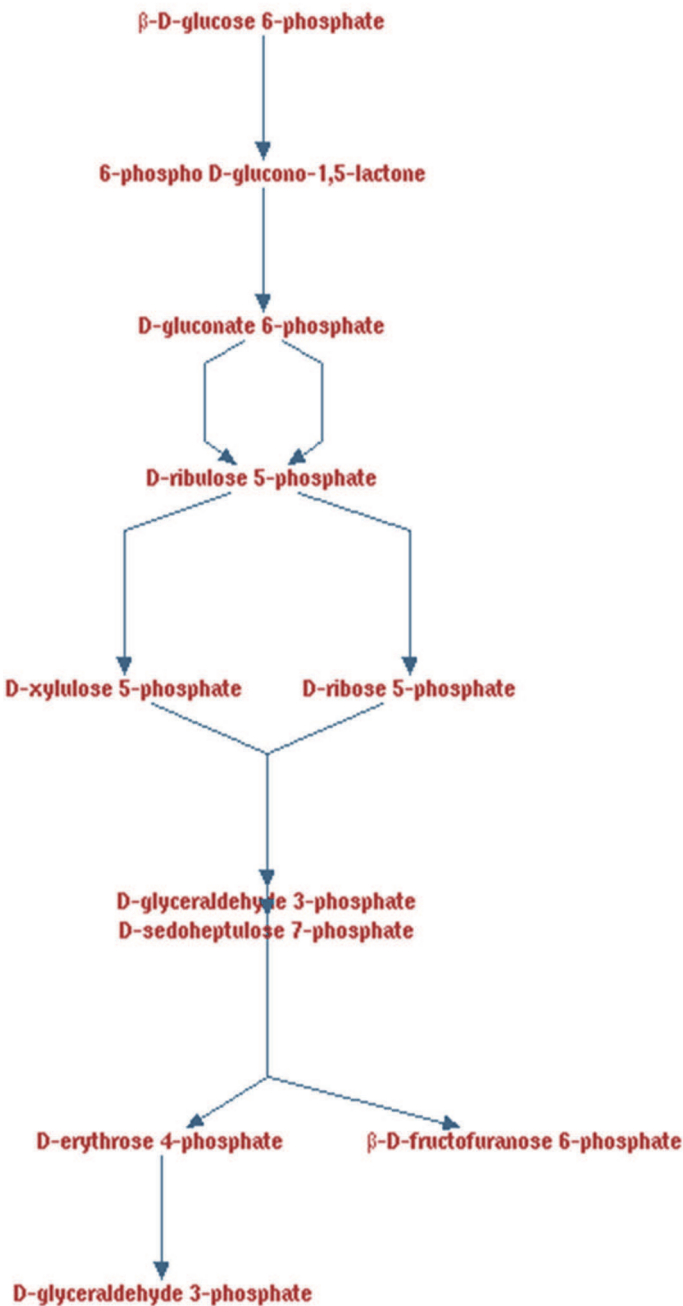 β-D-glucose 6-phosphate
6-phospho D-glucono-1,5-lactone
D-gluconate 6-phosphate
D-ribulose 5-phosphate
D-xylulose 5-phosphate
D-ribose 5-phosphate
D-glyceraldehyde 3-phosphate
D-sedoheptulose 7-phosphate
D-erythrose 4-phosphate
β-D-fructofuranose 6-phosphate
D-glyceraldehyde 3-phosphate